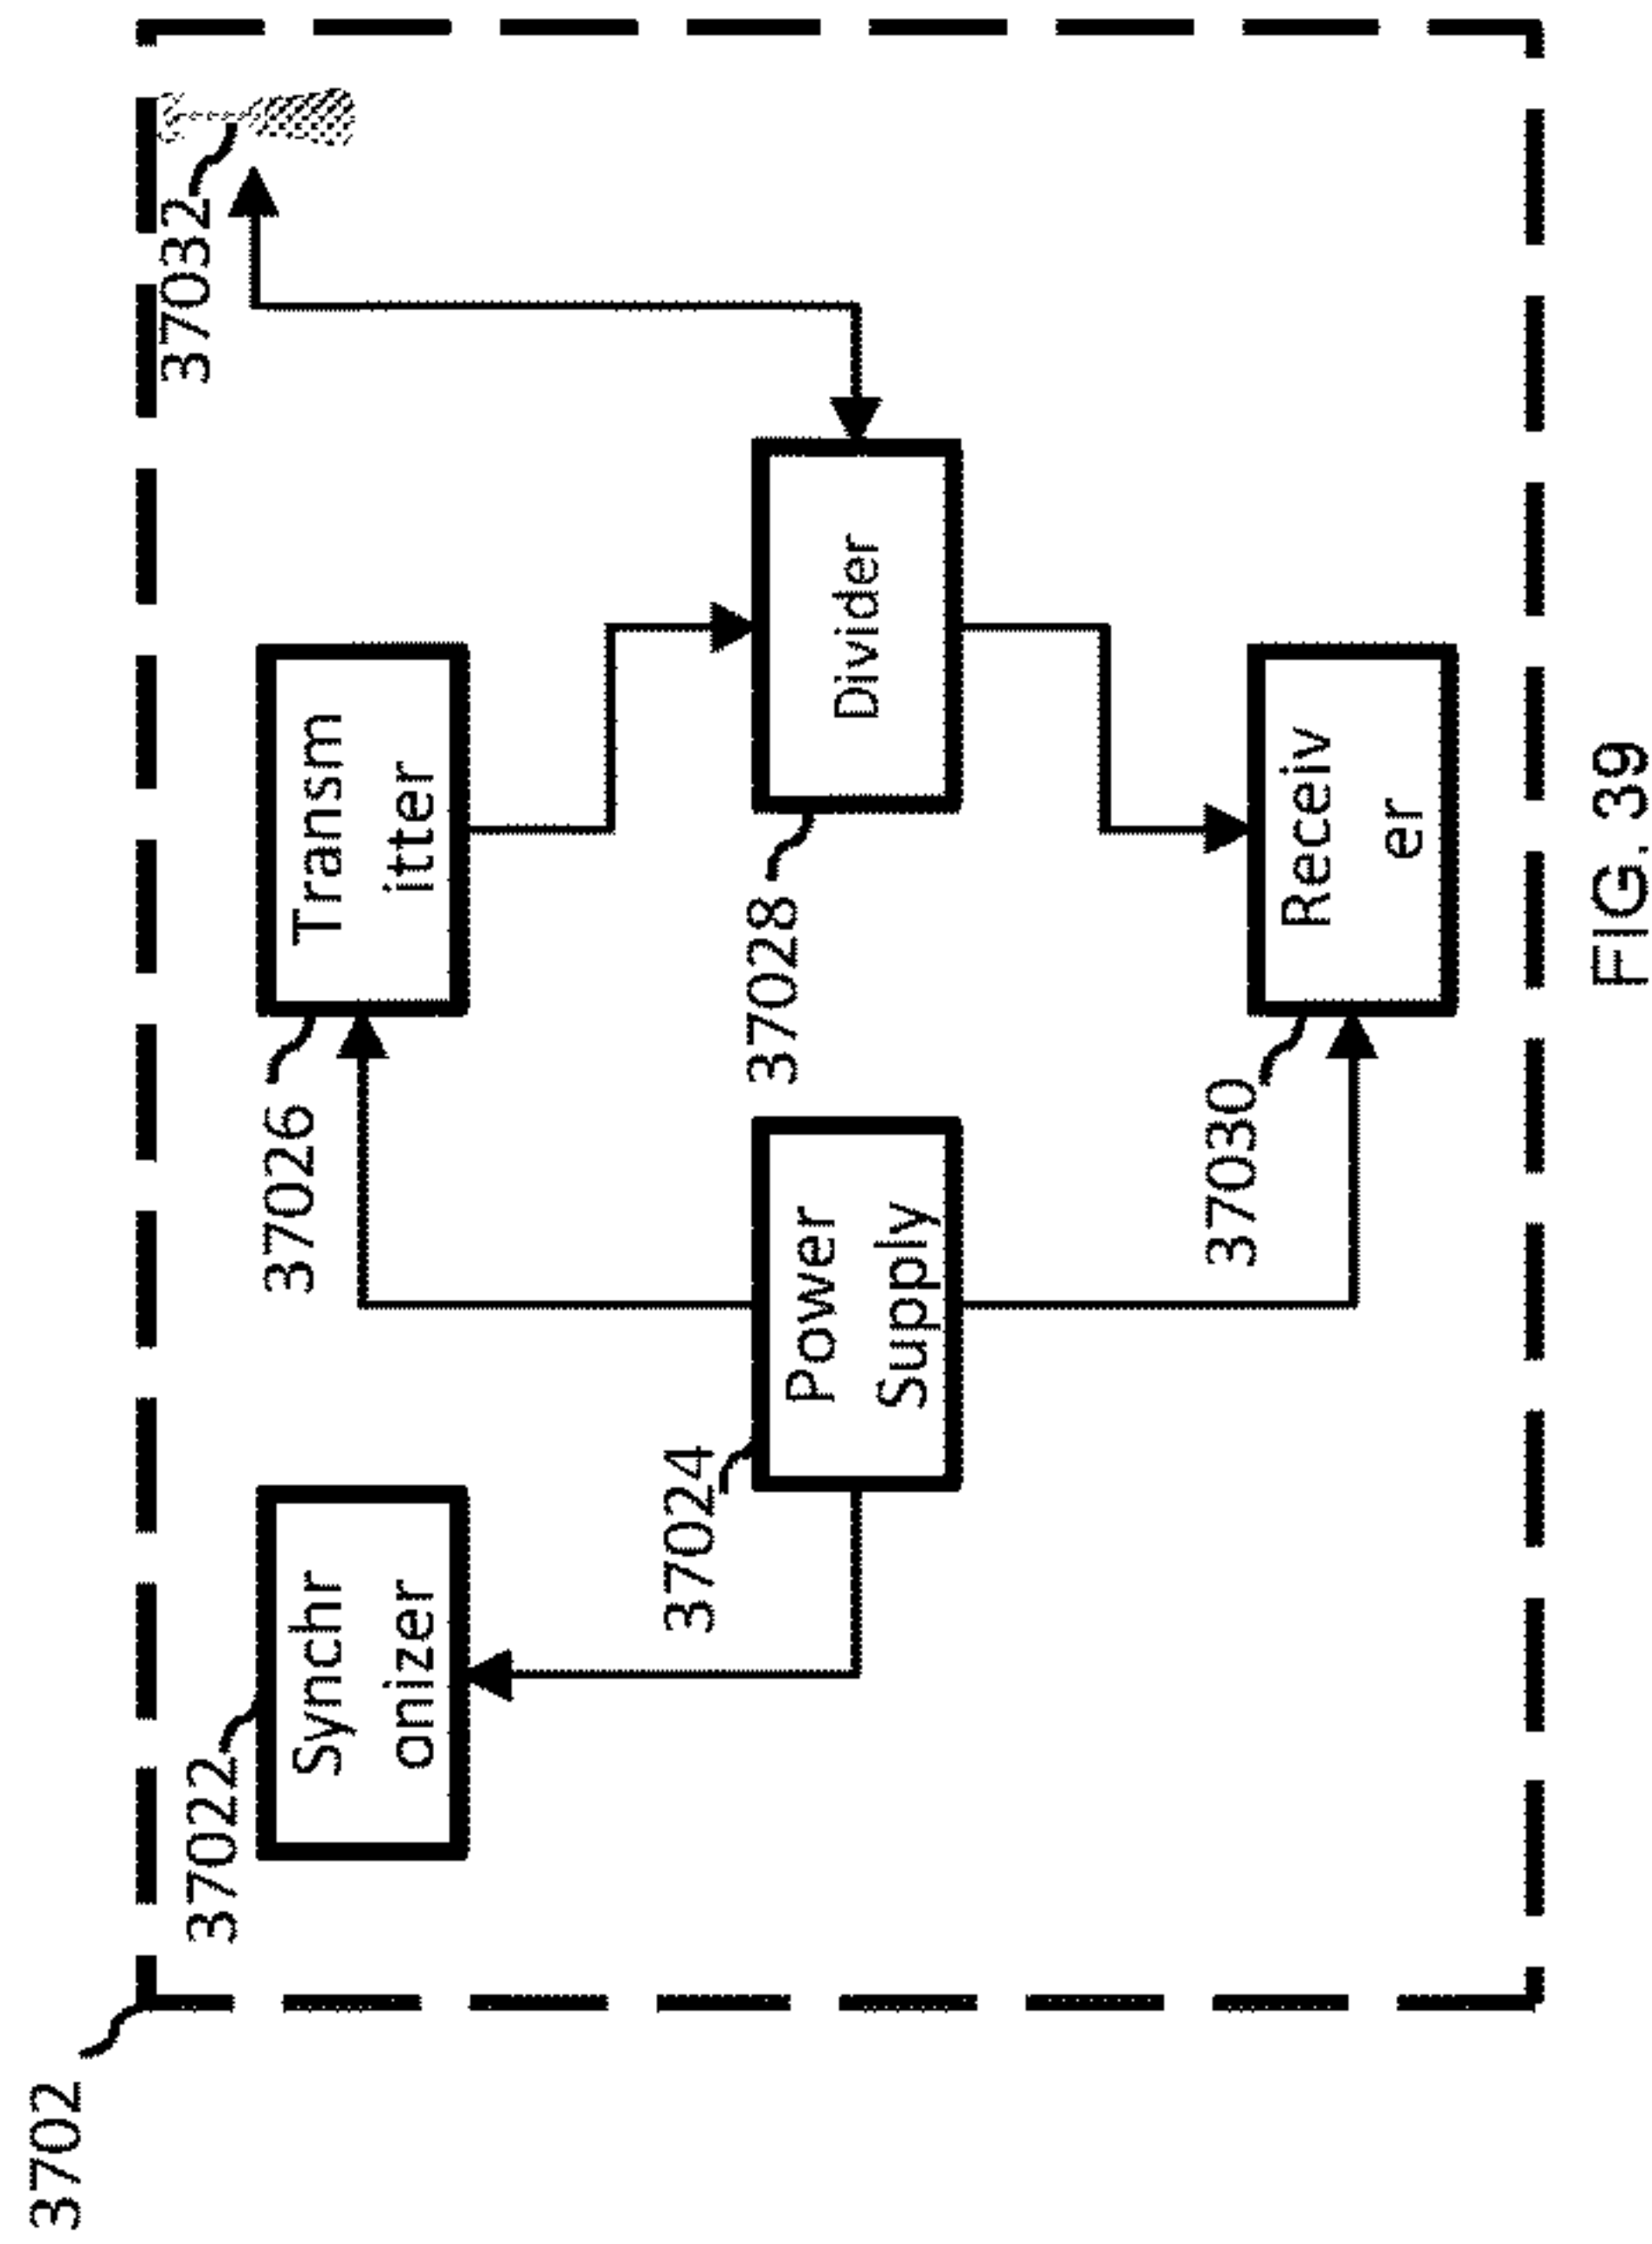 3702
37022
Synchr
onizer
37024
Power
Supply
37026
Transm
itter
37028
Divider
37030
Receiv
er
37032
FIG. 39